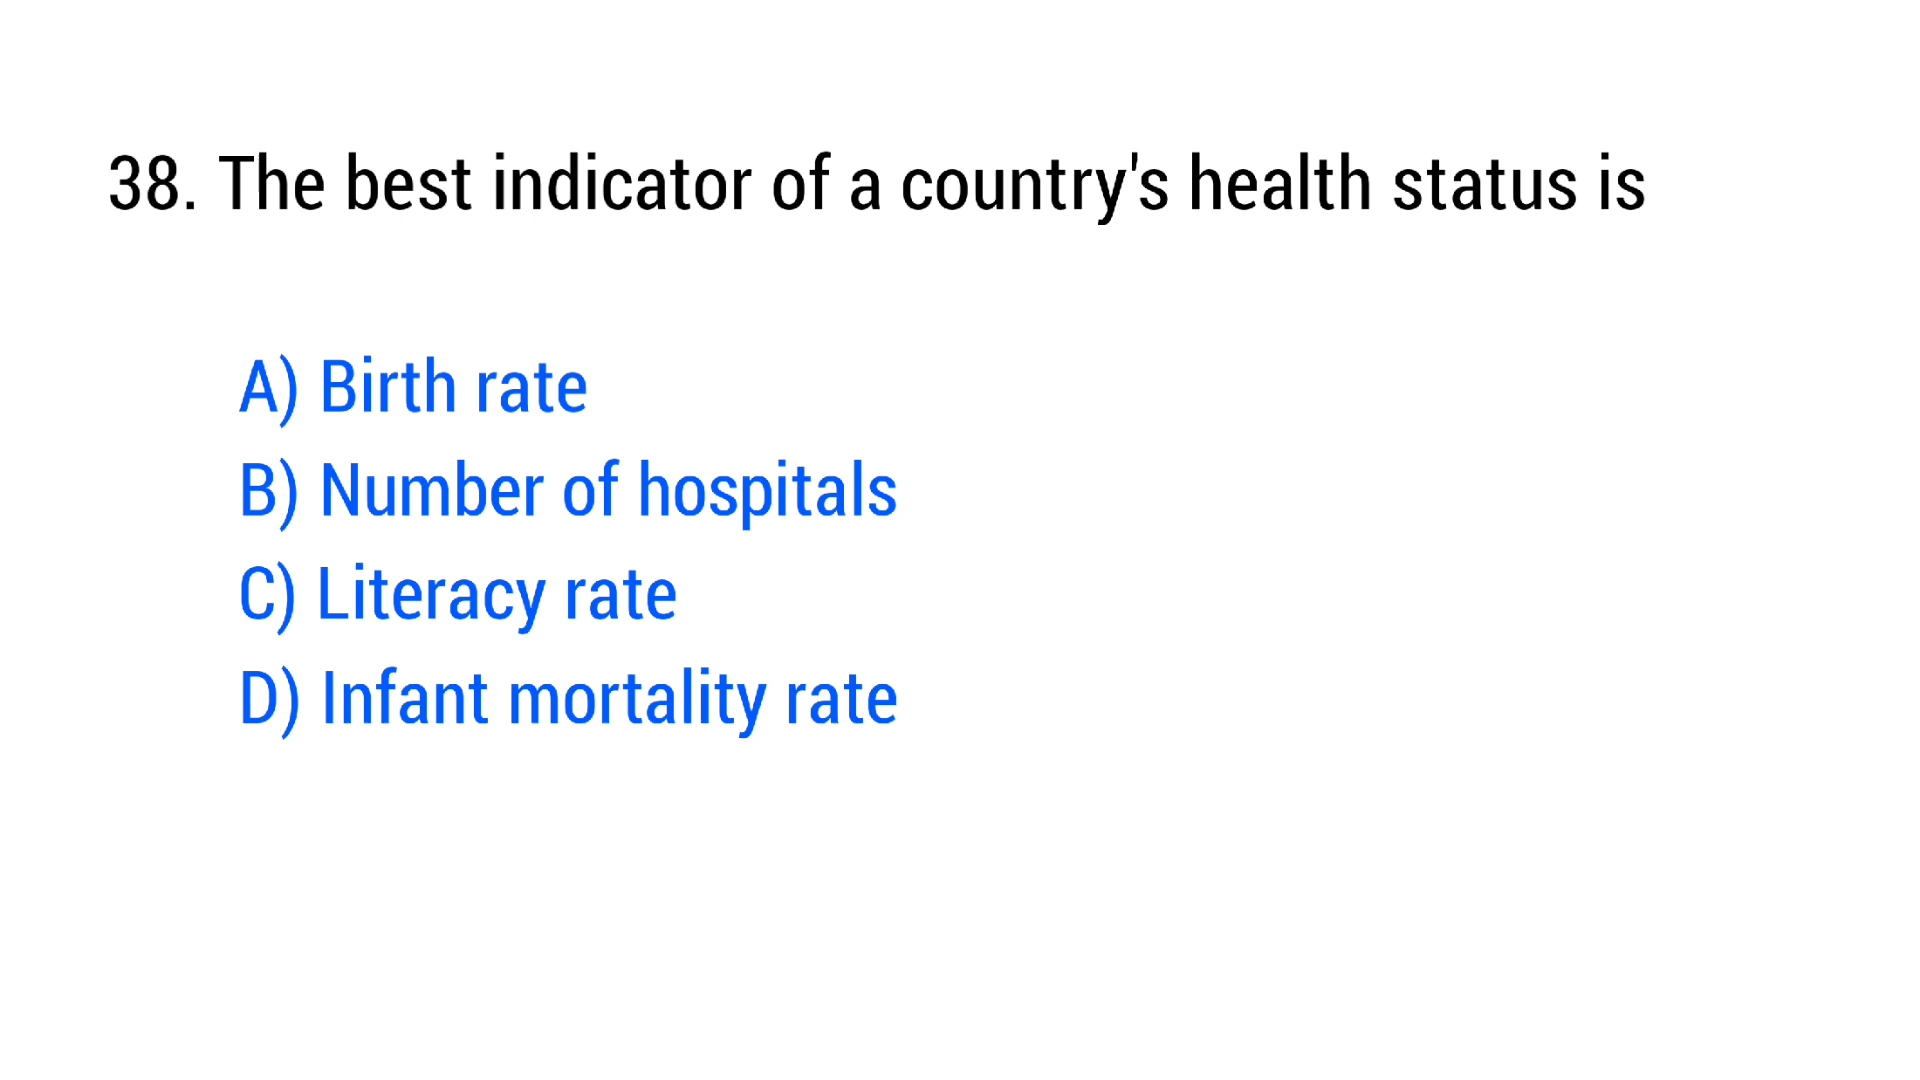 38. The best indicator of a country's health status is
A) Birth rate
B) Number of hospitals
C) Literacy rate
D) Infant mortality rate